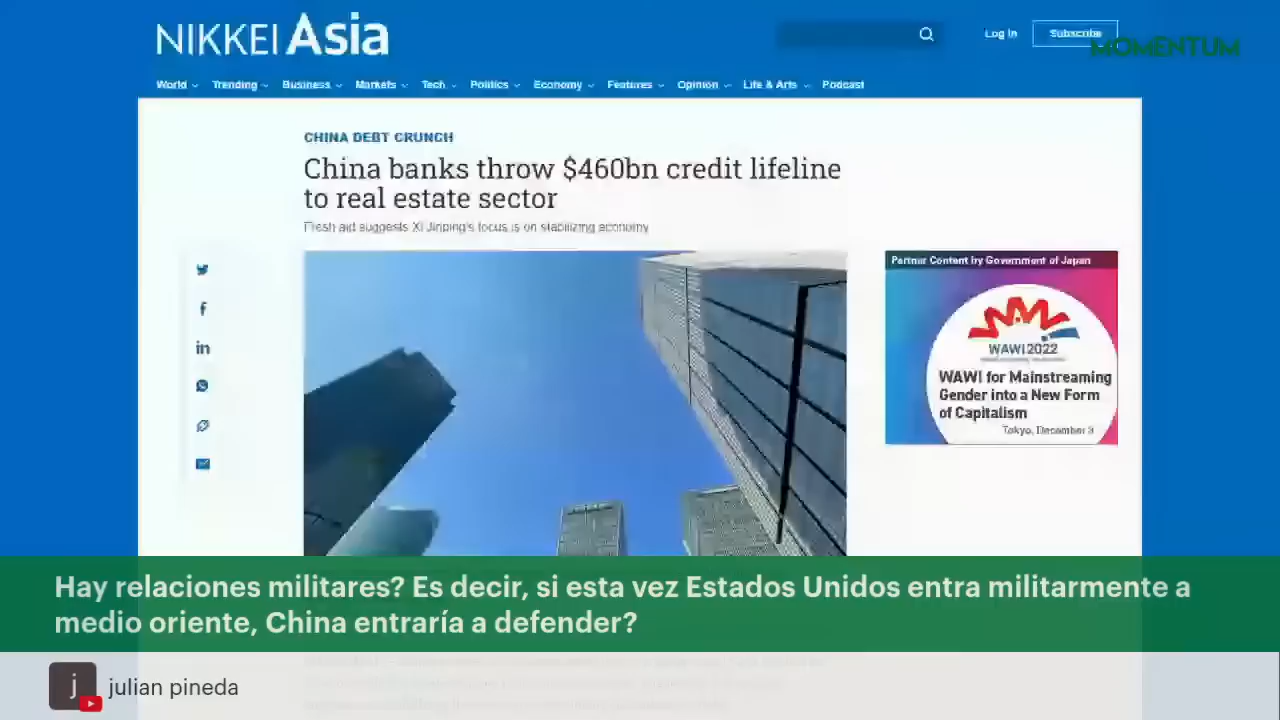 NIKKEI Asia
Log In
Subscribe
MOMENTUM
World Trending Business Markets Tech Politics Economy Features Opinion Life & Arts Podcast
CHINA DEBT CRUNCH
China banks throw $460bn credit lifeline
to real estate sector
Fresh aid suggests Xi Jinping's focus is on stabilizing economy
Partner Content by Government of Japan
WAWI 2022
WAWI for Mainstreaming
Gender into a New Form
of Capitalism
Tokyo, December 3
Hay relaciones militares? Es decir, si esta vez Estados Unidos entra militarmente a
medio oriente, China entraría a defender?
j
julian pineda